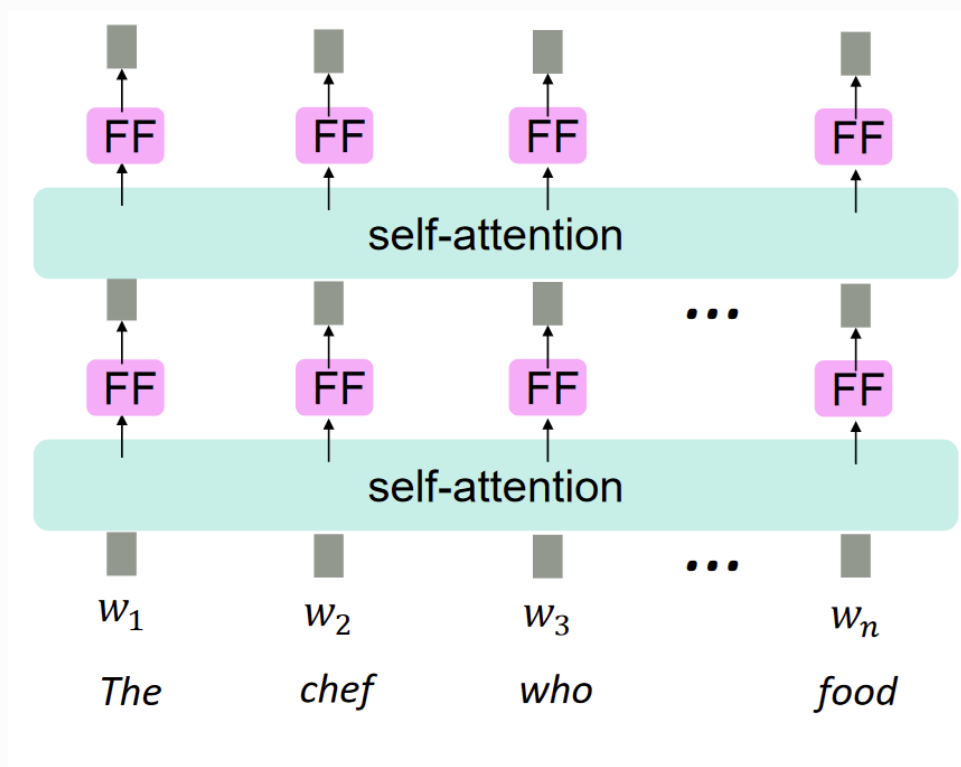 FF FF FF FF
self-attention
...
FF FF FF FF
self-attention
...
w₁ w₂ w₃ wₙ
The chef who food